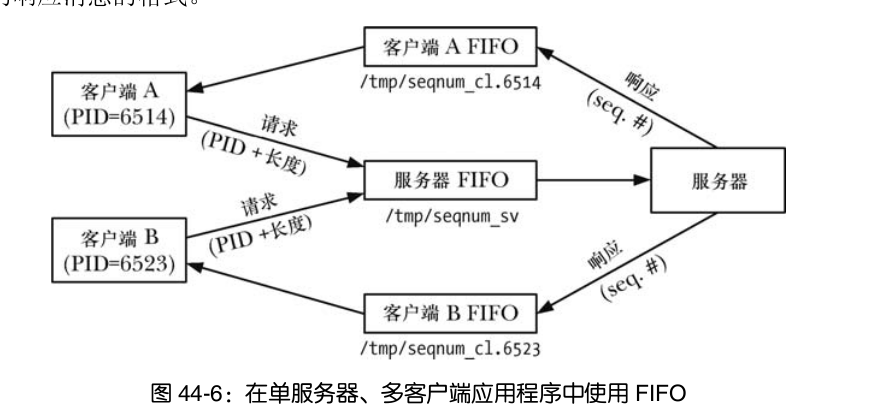 的响应消息的格式。
客户端 A FIFO
/tmp/seqnum_cl.6514
客户端 A
(PID=6514)
响应
(seq. #)
请求
(PID +长度)
服务器 FIFO
/tmp/seqnum_sv
服务器
请求
(PID +长度)
客户端 B
(PID=6523)
响应
(seq. #)
客户端 B FIFO
/tmp/seqnum_cl.6523
图 44-6：在单服务器、多客户端应用程序中使用 FIFO